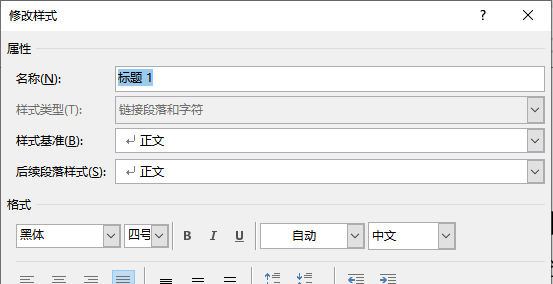 修改样式 ?
属性
名称(N): 标题 1
样式类型(T): 链接段落和字符
样式基准(B): 正文
后续段落样式(S): 正文
格式
黑体 四号 B I U 自动 中文